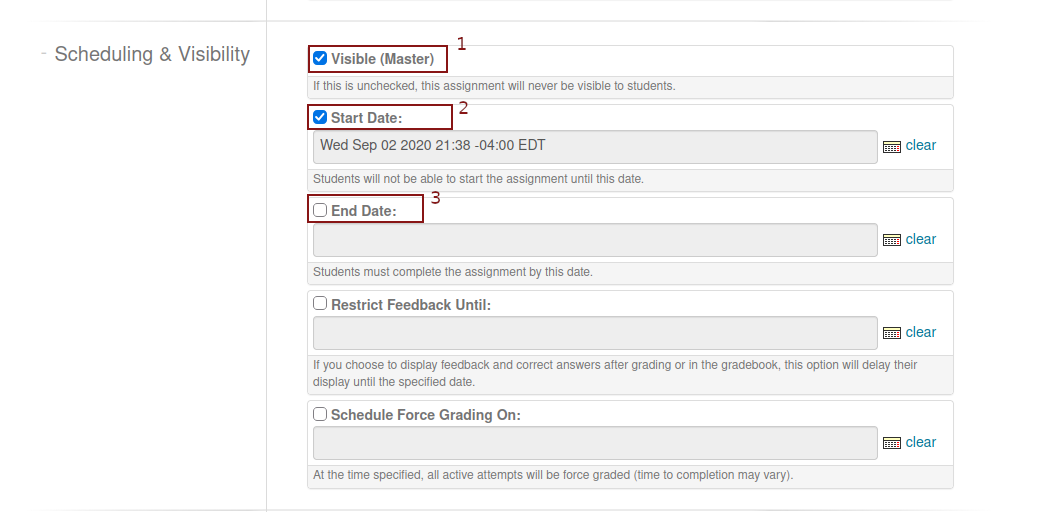 - Scheduling & Visibility
1
Visible (Master)
If this is unchecked, this assignment will never be visible to students.
2
Start Date:
Wed Sep 02 2020 21:38 -04:00 EDT
clear
Students will not be able to start the assignment until this date.
3
End Date:
clear
Students must complete the assignment by this date.
Restrict Feedback Until:
clear
If you choose to display feedback and correct answers after grading or in the gradebook, this option will delay their
display until the specified date.
Schedule Force Grading On:
clear
At the time specified, all active attempts will be force graded (time to completion may vary).